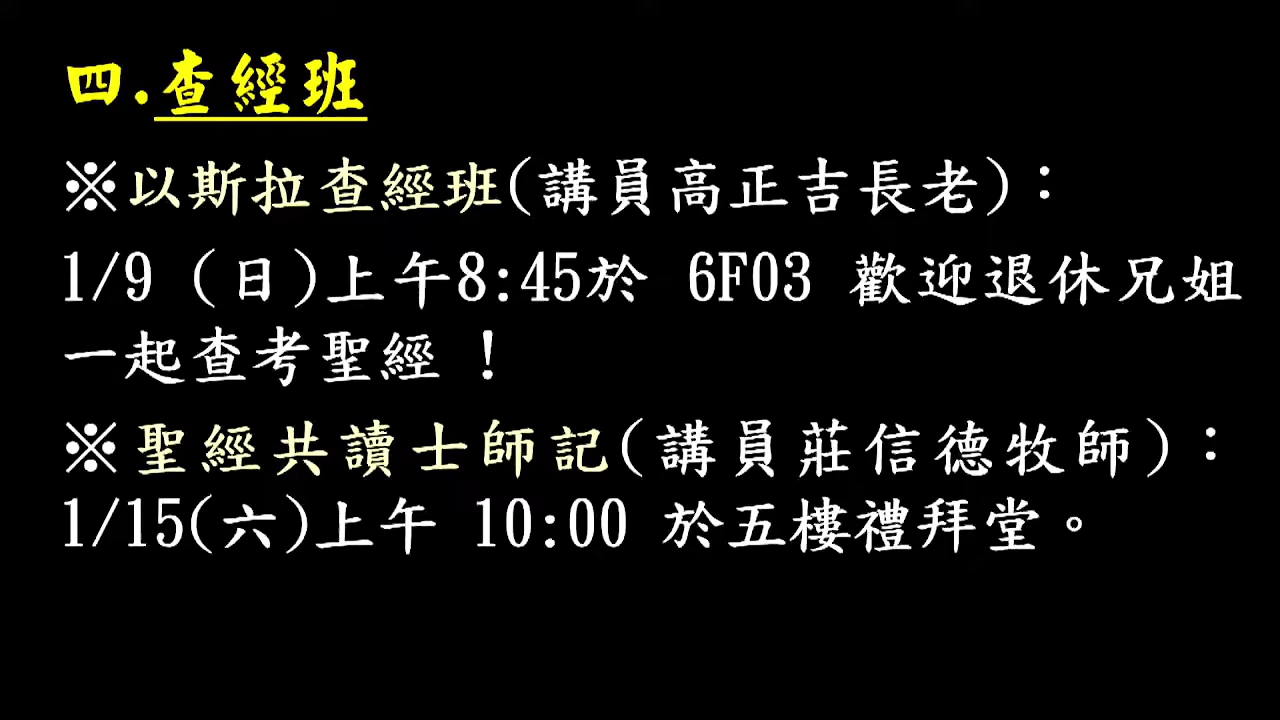 四.查經班
※以斯拉查經班(講員高正吉長老)：
1/9 (日)上午8:45於 6F03 歡迎退休兄姐
一起查考聖經 ！
※聖經共讀士師記(講員莊信德牧師)：
1/15(六)上午 10:00 於五樓禮拜堂。